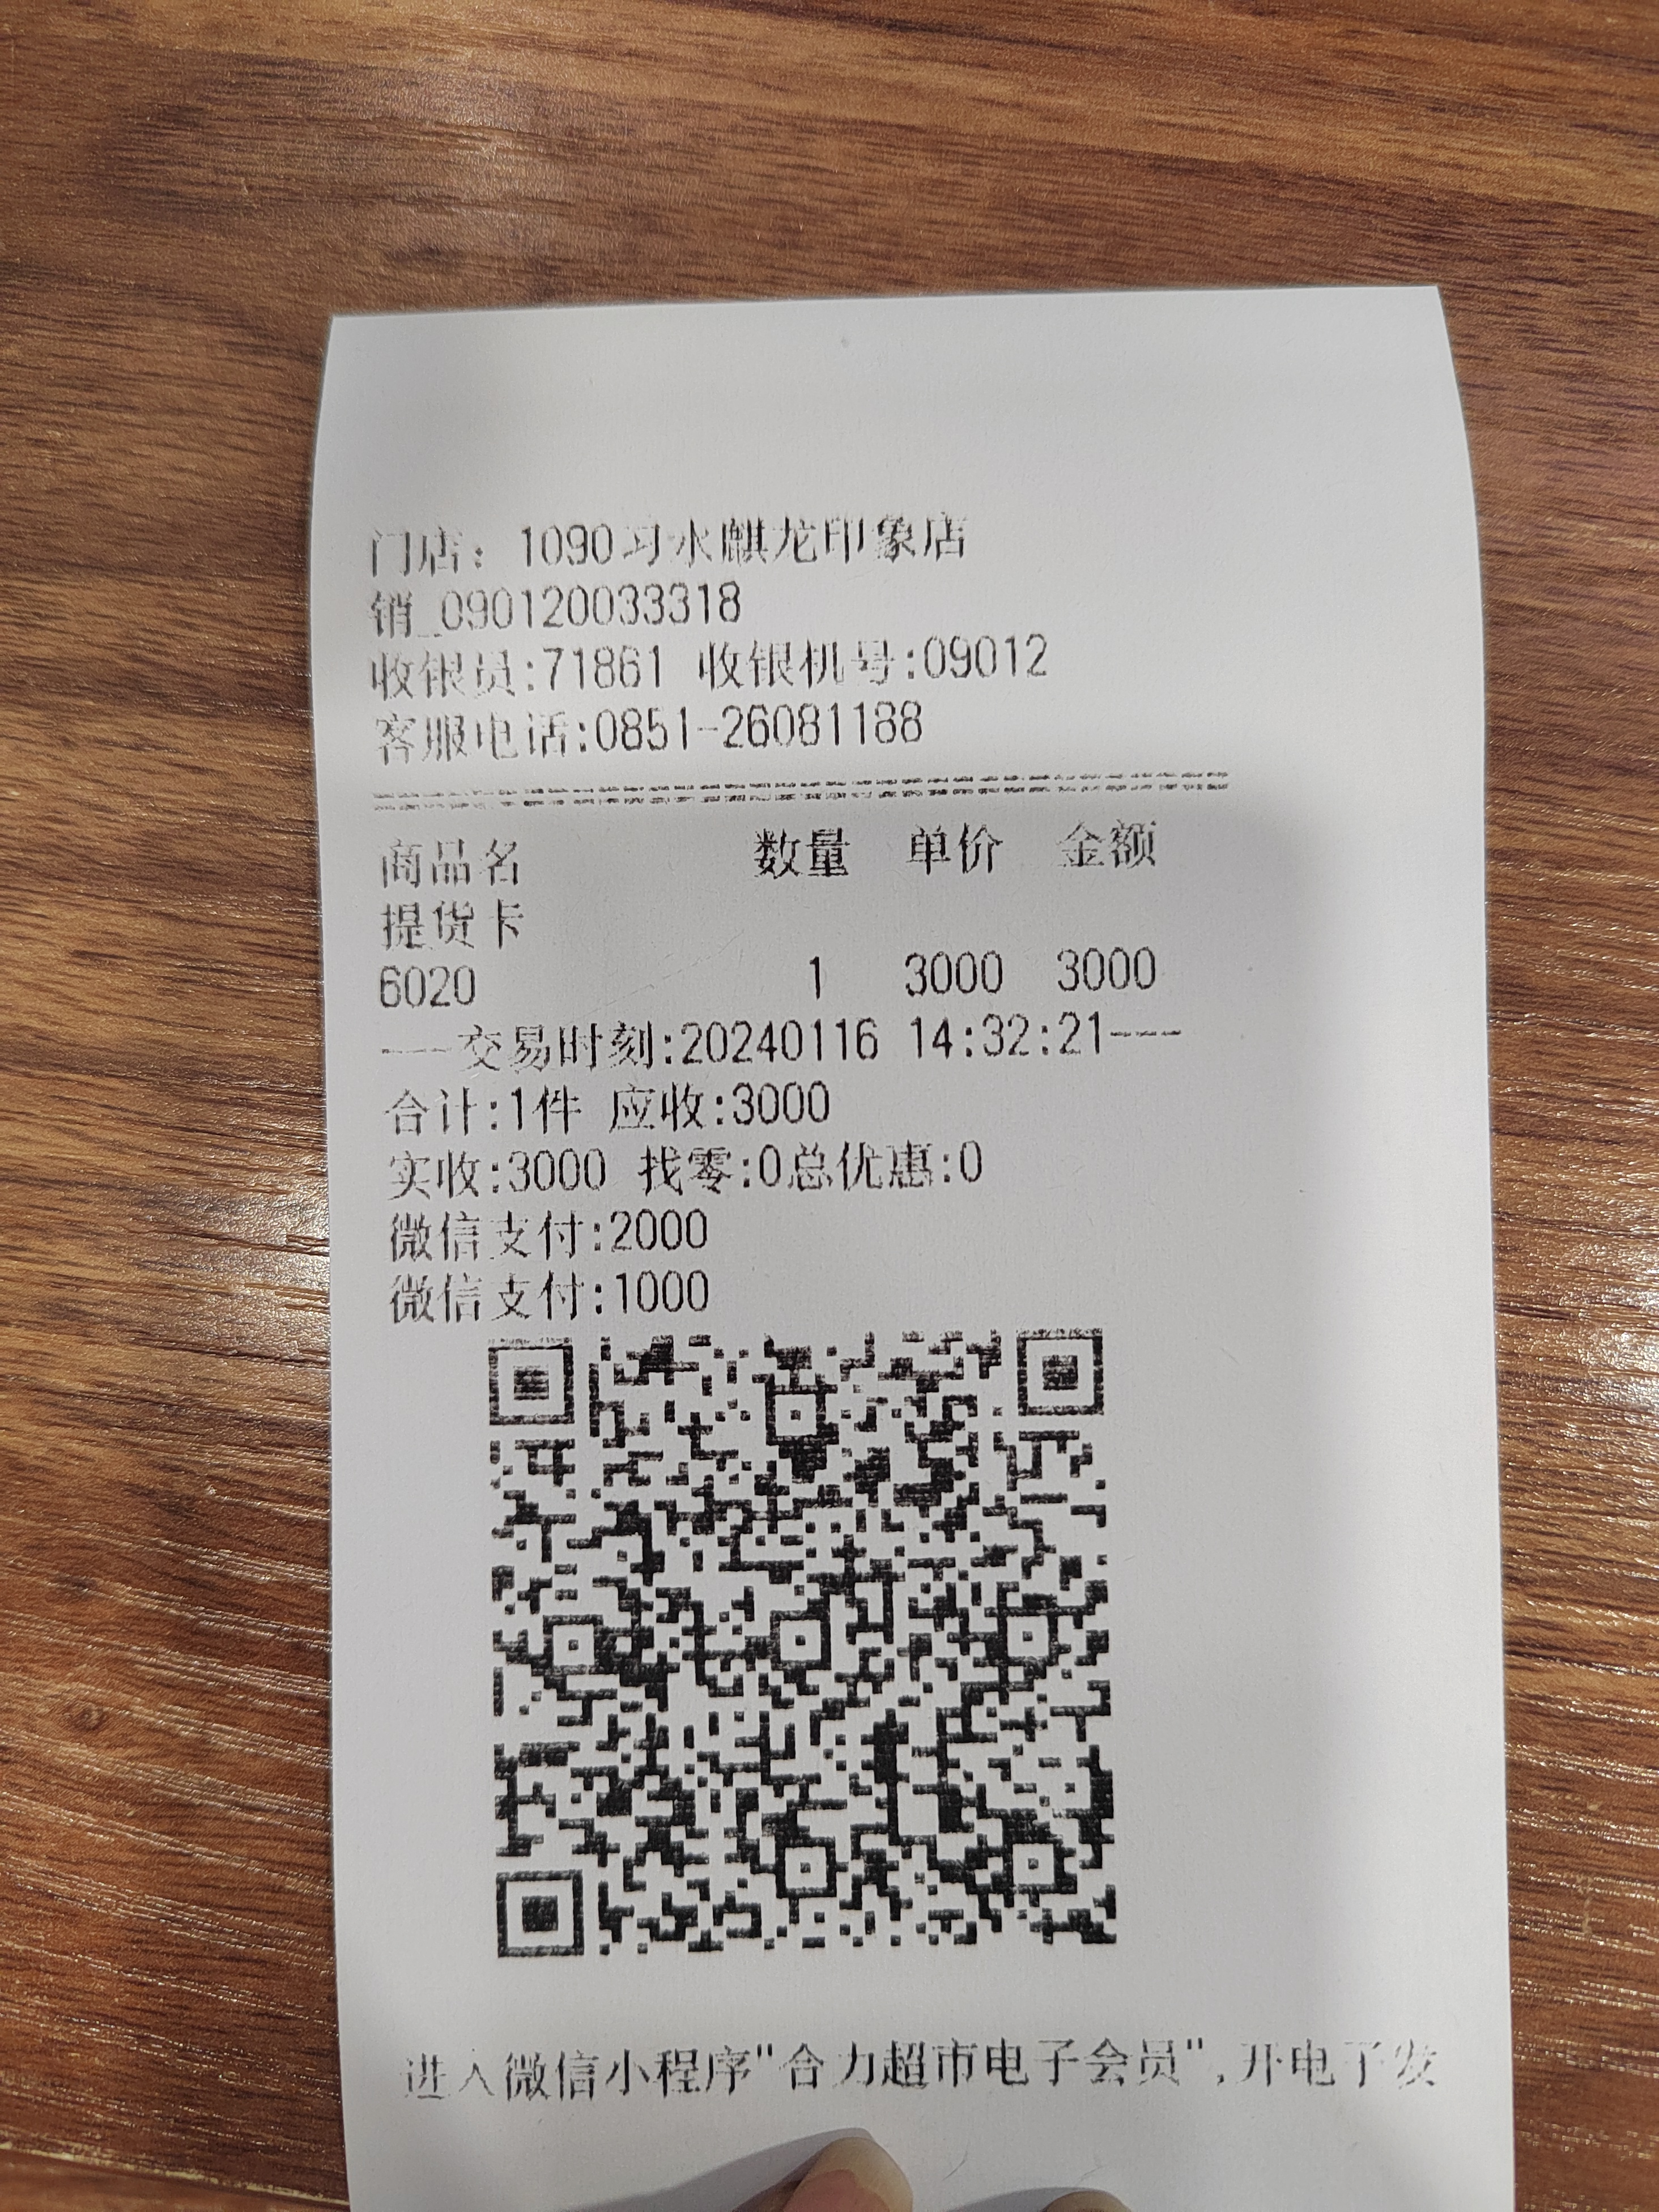 门店：1090习水麒龙印象店
销_090120033318
收银员:71861 收银机号:09012
客服电话:0851-26081188
商品名 数量 单价 金额
提货卡
6020 1 3000 3000
---交易时刻:20240116 14:32:21---
合计:1件 应收:3000
实收:3000 找零:0总优惠:0
微信支付:2000
微信支付:1000
进入微信小程序"合力超市电子会员",开电子发